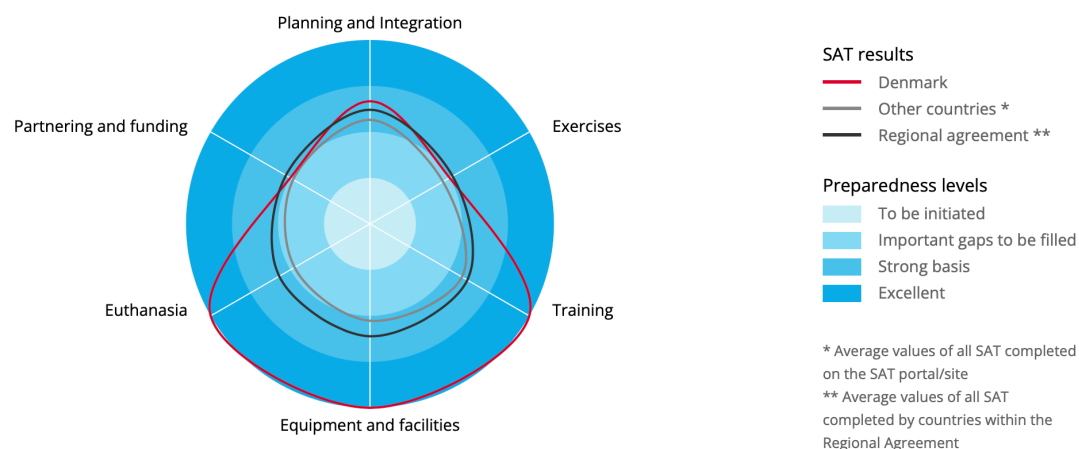 Planning and Integration
Partnering and funding
Exercises
Euthanasia
Training
Equipment and facilities
SAT results
Denmark
Other countries *
Regional agreement **
Preparedness levels
To be initiated
Important gaps to be filled
Strong basis
Excellent
* Average values of all SAT completed
on the SAT portal/site
** Average values of all SAT
completed by countries within the
Regional Agreement